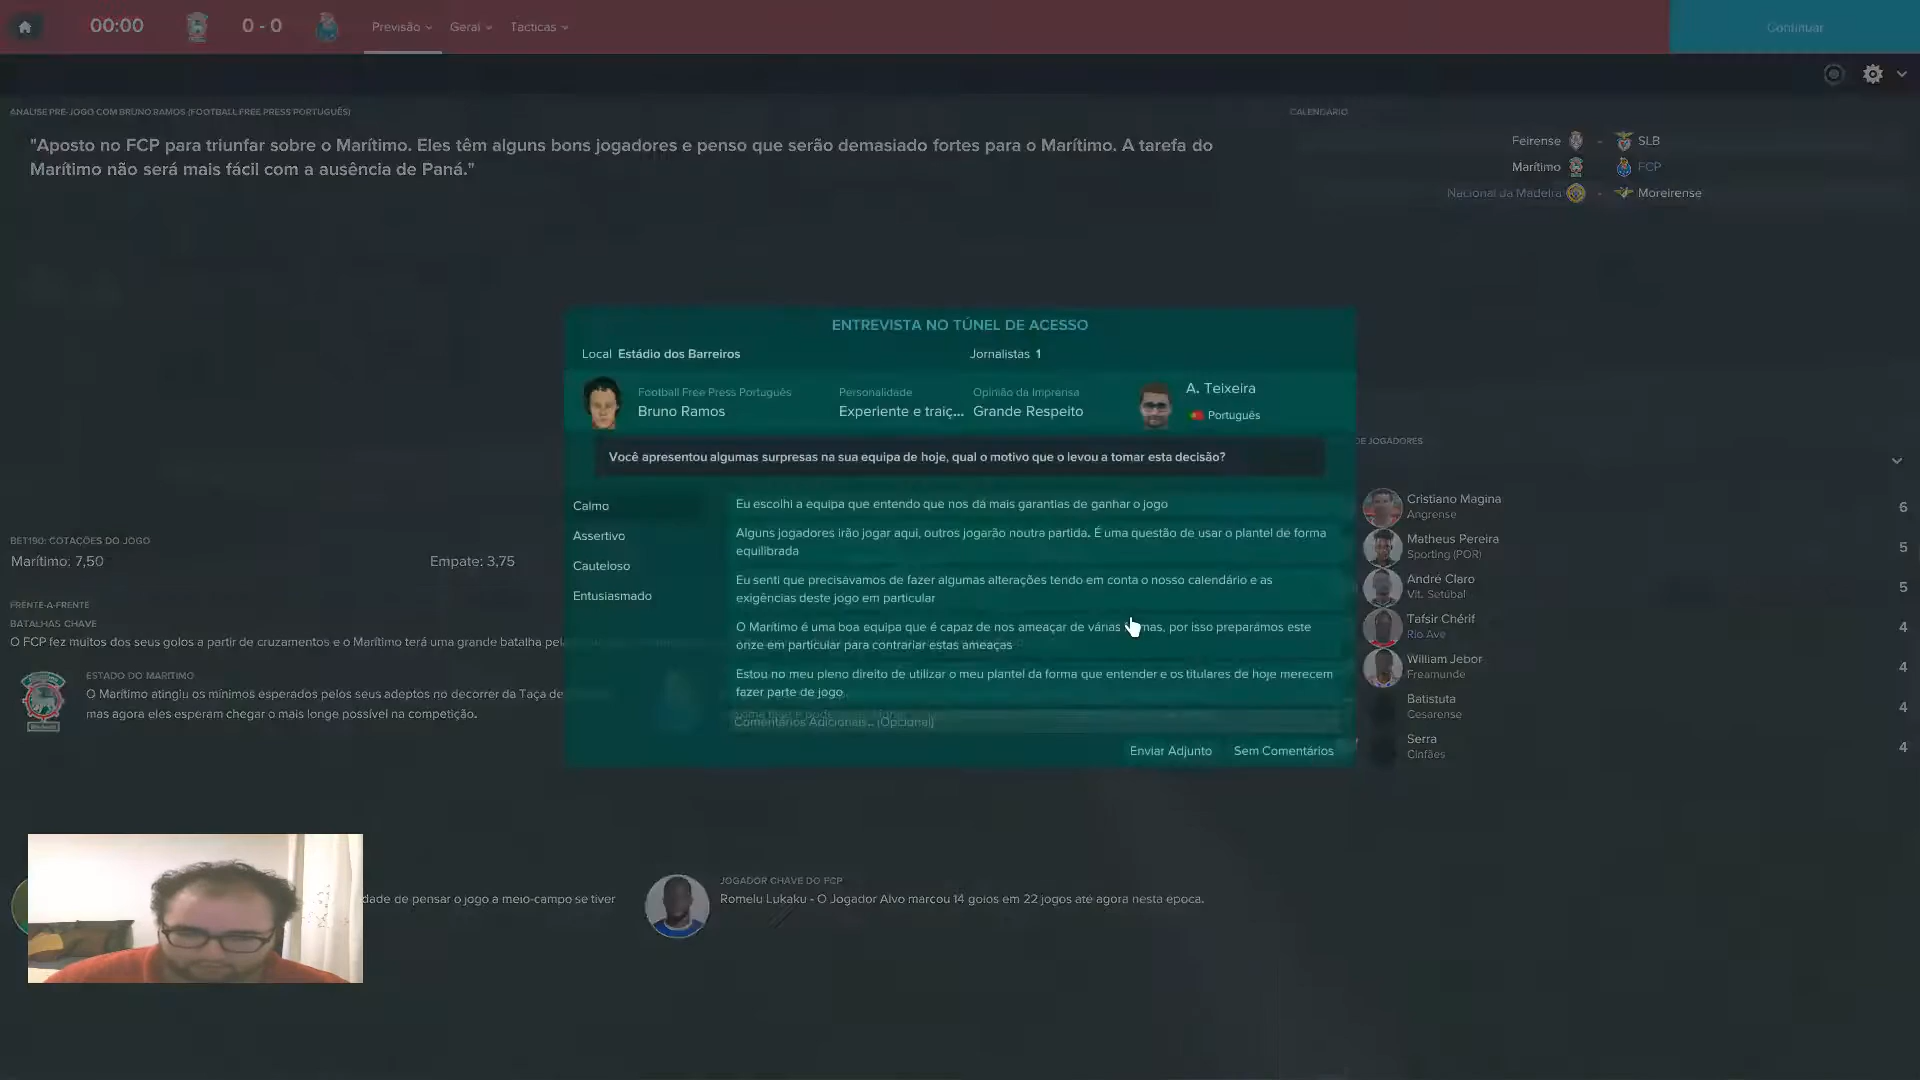 00:00
0 - 0
Previsão
Geral
Tacticas
Continuar
ANALISE PRE-JOGO COM BRUNO RAMOS (FOOTBALL FREE PRESS PORTUGUÊS)
"Aposto no FCP para triunfar sobre o Marítimo. Eles têm alguns bons jogadores e penso que serão demasiado fortes para o Marítimo. A tarefa do
Marítimo não será mais fácil com a ausência de Paná."
CALENDARIO
Feirense - SLB
Marítimo FCP
Nacional da Madeira - Moreirense
ENTREVISTA NO TÚNEL DE ACESSO
Local Estádio dos Barreiros
Jornalistas 1
Football Free Press Português
Bruno Ramos
Personalidade
Experiente e traiç...
Opinião da Imprensa
Grande Respeito
A. Teixeira
Português
Você apresentou algumas surpresas na sua equipa de hoje, qual o motivo que o levou a tomar esta decisão?
Calmo
Assertivo
Cauteloso
Entusiasmado
Eu escolhi a equipa que entendo que nos dá mais garantias de ganhar o jogo
Alguns jogadores irão jogar aqui, outros jogarão noutra partida. É uma questão de usar o plantel de forma
equilibrada
Eu senti que precisávamos de fazer algumas alterações tendo em conta o nosso calendário e as
exigências deste jogo em particular
O Marítimo é uma boa equipa que é capaz de nos ameaçar de várias mas, por isso preparámos este
onze em particular para contrariar estas ameaças
Estou no meu pleno direito de utilizar o meu plantel da forma que entender e os titulares de hoje merecem
fazer parte de jogo.
Comentários Adicionais... (Opcional)
Enviar Adjunto
Sem Comentários
BET190: COTAÇÕES DO JOGO
Marítimo: 7,50
Empate: 3,75
FRENTE-A-FRENTE
BATALHAS CHAVE
O FCP fez muitos dos seus golos a partir de cruzamentos e o Marítimo terá uma grande batalha pel
ESTADO DO MARITIMO
O Marítimo atingiu os mínimos esperados pelos seus adeptos no decorrer da Taça de
mas agora eles esperam chegar o mais longe possível na competição.
DE JOGADORES
Cristiano Magina
Angrense
6
Matheus Pereira
Sporting (POR)
5
André Claro
Vit. Setúbal
5
Tafsir Chérif
Rio Ave
4
William Jebor
Freamunde
4
Batistuta
Cesarense
4
Serra
Cinfães
4
dade de pensar o jogo a meio-campo se tiver
JOGADOR CHAVE DO FCP
Romelu Lukaku - O Jogador Alvo marcou 14 golos em 22 jogos até agora nesta época.